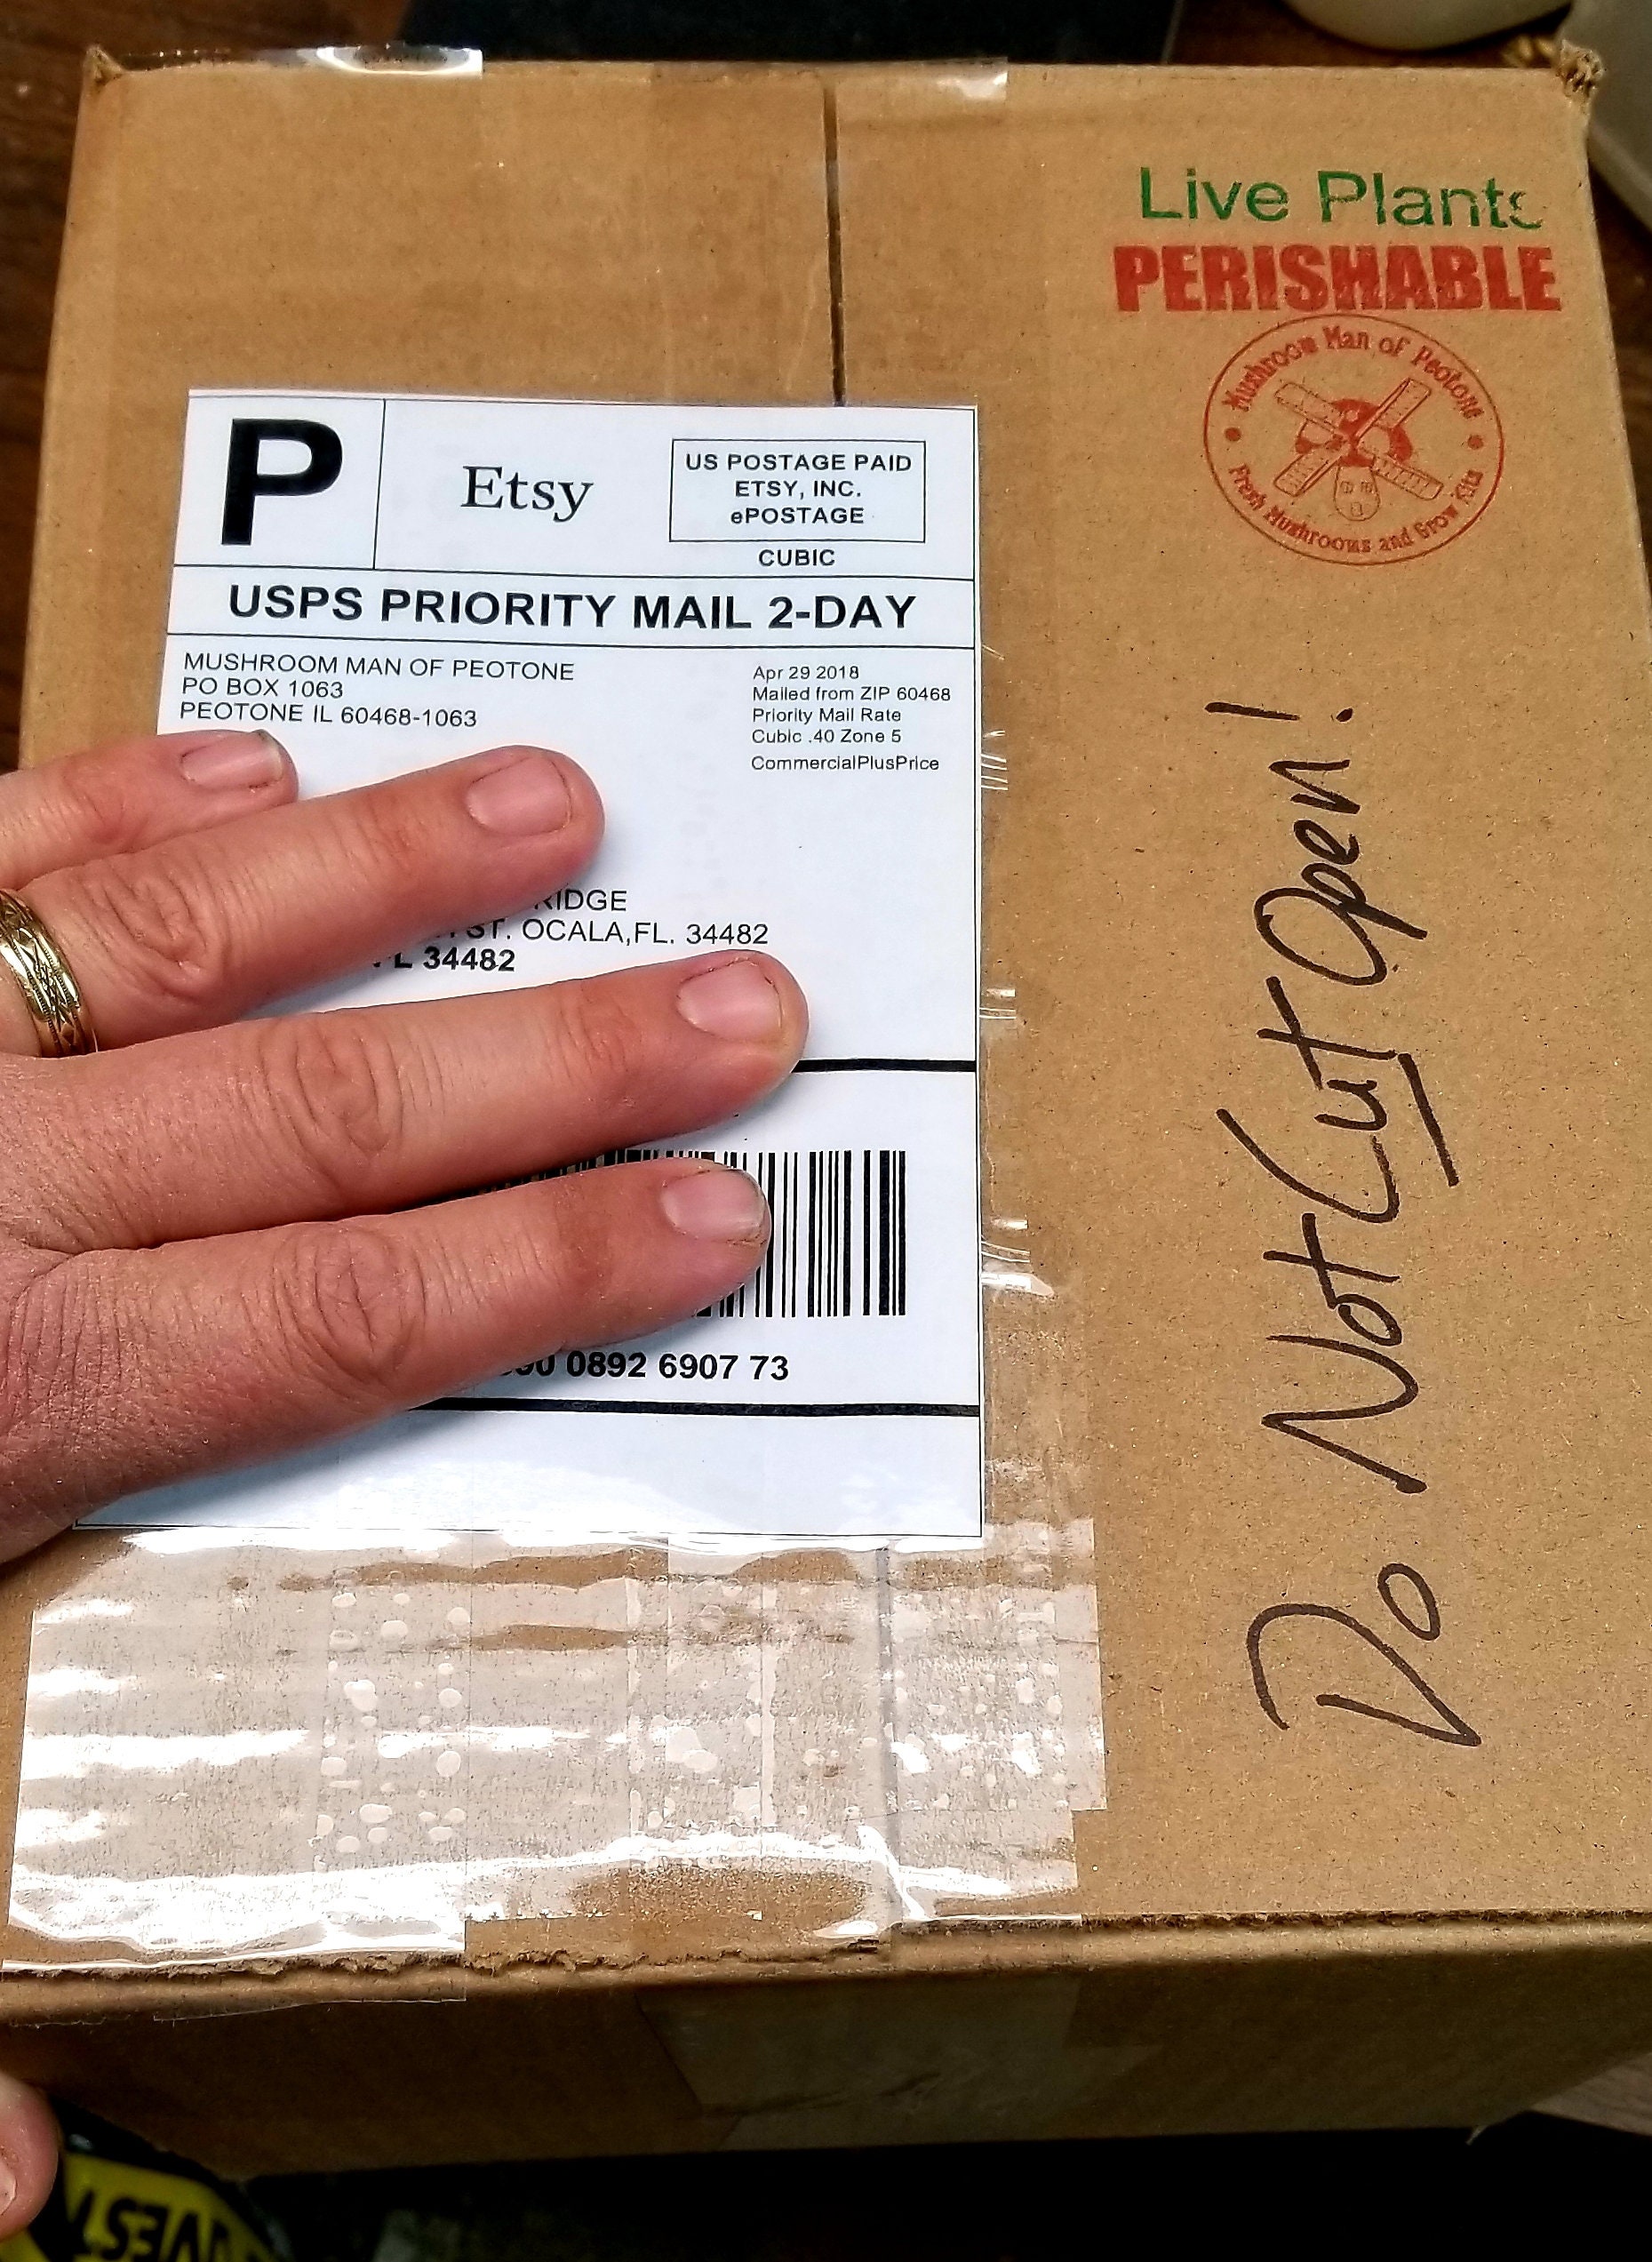 Live Plants
PERISHABLE
Mushroom Man of Peotone
Fresh Mushrooms and Grow Kits
P
Etsy
US POSTAGE PAID
ETSY, INC.
ePOSTAGE
CUBIC
USPS PRIORITY MAIL 2-DAY
MUSHROOM MAN OF PEOTONE
PO BOX 1063
PEOTONE IL 60468-1063
Apr 29 2018
Mailed from ZIP 60468
Priority Mail Rate
Cubic .40 Zone 5
CommercialPlusPrice
RIDGE
ST. OCALA,FL. 34482
FL 34482
0892 6907 73
Do Not Cut Open!